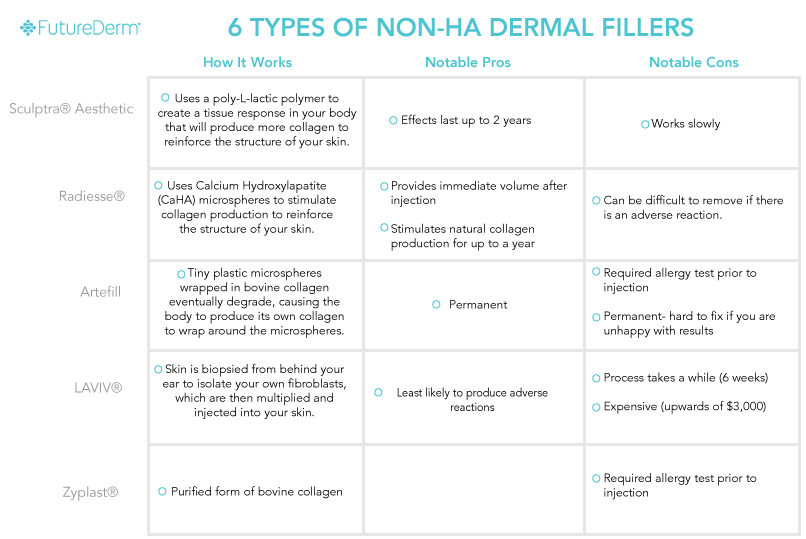 FutureDerm®
6 TYPES OF NON-HA DERMAL FILLERS
How It Works
Notable Pros
Notable Cons
Sculptra® Aesthetic
Uses a poly-L-lactic polymer to
create a tissue response in your body
that will produce more collagen to
reinforce the structure of your skin.
Effects last up to 2 years
Works slowly
Radiesse®
Uses Calcium Hydroxylapatite
(CaHA) microspheres to stimulate
collagen production to reinforce
the structure of your skin.
Provides immediate volume after
injection
Stimulates natural collagen
production for up to a year
Can be difficult to remove if there
is an adverse reaction.
Artefill
Tiny plastic microspheres
wrapped in bovine collagen
eventually degrade, causing the
body to produce its own collagen
to wrap around the microspheres.
Permanent
Required allergy test prior to
injection
Permanent- hard to fix if you are
unhappy with results
LAVIV®
Skin is biopsied from behind your
ear to isolate your own fibroblasts,
which are then multiplied and
injected into your skin.
Least likely to produce adverse
reactions
Process takes a while (6 weeks)
Expensive (upwards of $3,000)
Zyplast®
Purified form of bovine collagen
Required allergy test prior to
injection